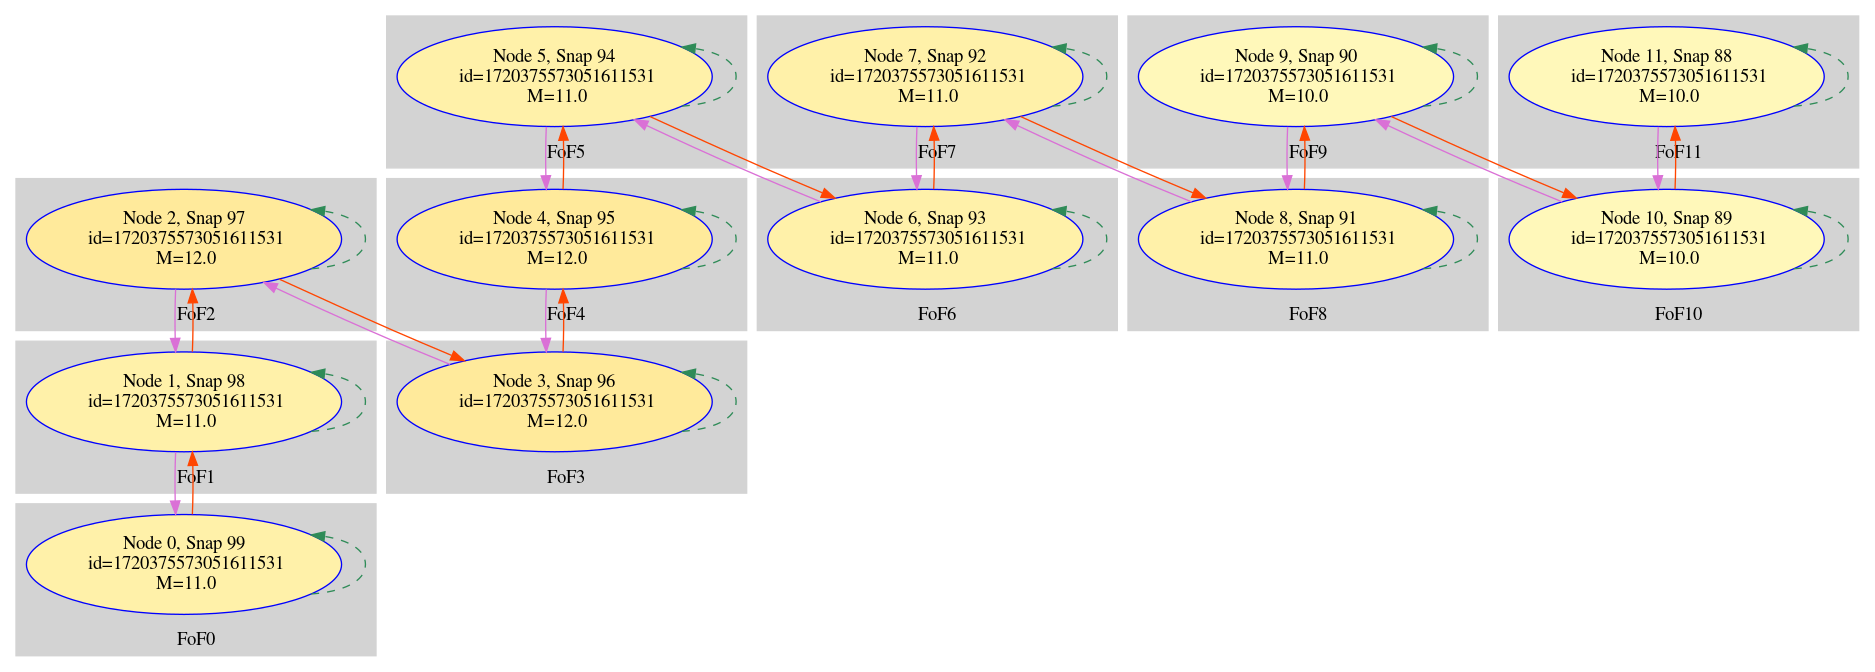 Node 5, Snap 94
id=1720375573051611531
M=11.0
FoF5
Node 7, Snap 92
id=1720375573051611531
M=11.0
FoF7
Node 9, Snap 90
id=1720375573051611531
M=10.0
FoF9
Node 11, Snap 88
id=1720375573051611531
M=10.0
FoF11
Node 2, Snap 97
id=1720375573051611531
M=12.0
FoF2
Node 4, Snap 95
id=1720375573051611531
M=12.0
FoF4
Node 6, Snap 93
id=1720375573051611531
M=11.0
FoF6
Node 8, Snap 91
id=1720375573051611531
M=11.0
FoF8
Node 10, Snap 89
id=1720375573051611531
M=10.0
FoF10
Node 1, Snap 98
id=1720375573051611531
M=11.0
FoF1
Node 3, Snap 96
id=1720375573051611531
M=12.0
FoF3
Node 0, Snap 99
id=1720375573051611531
M=11.0
FoF0